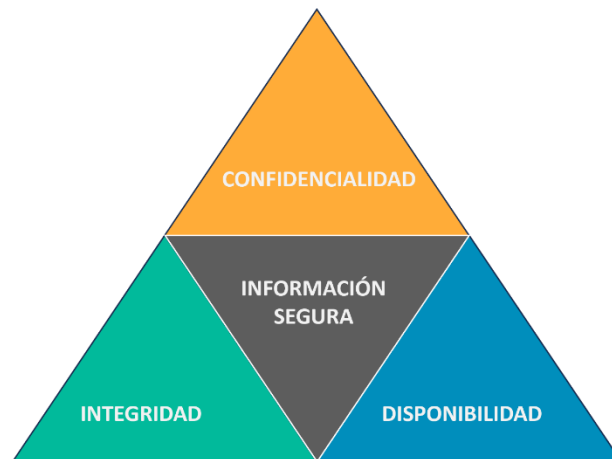 CONFIDENCIALIDAD
INFORMACIÓN
SEGURA
INTEGRIDAD
DISPONIBILIDAD